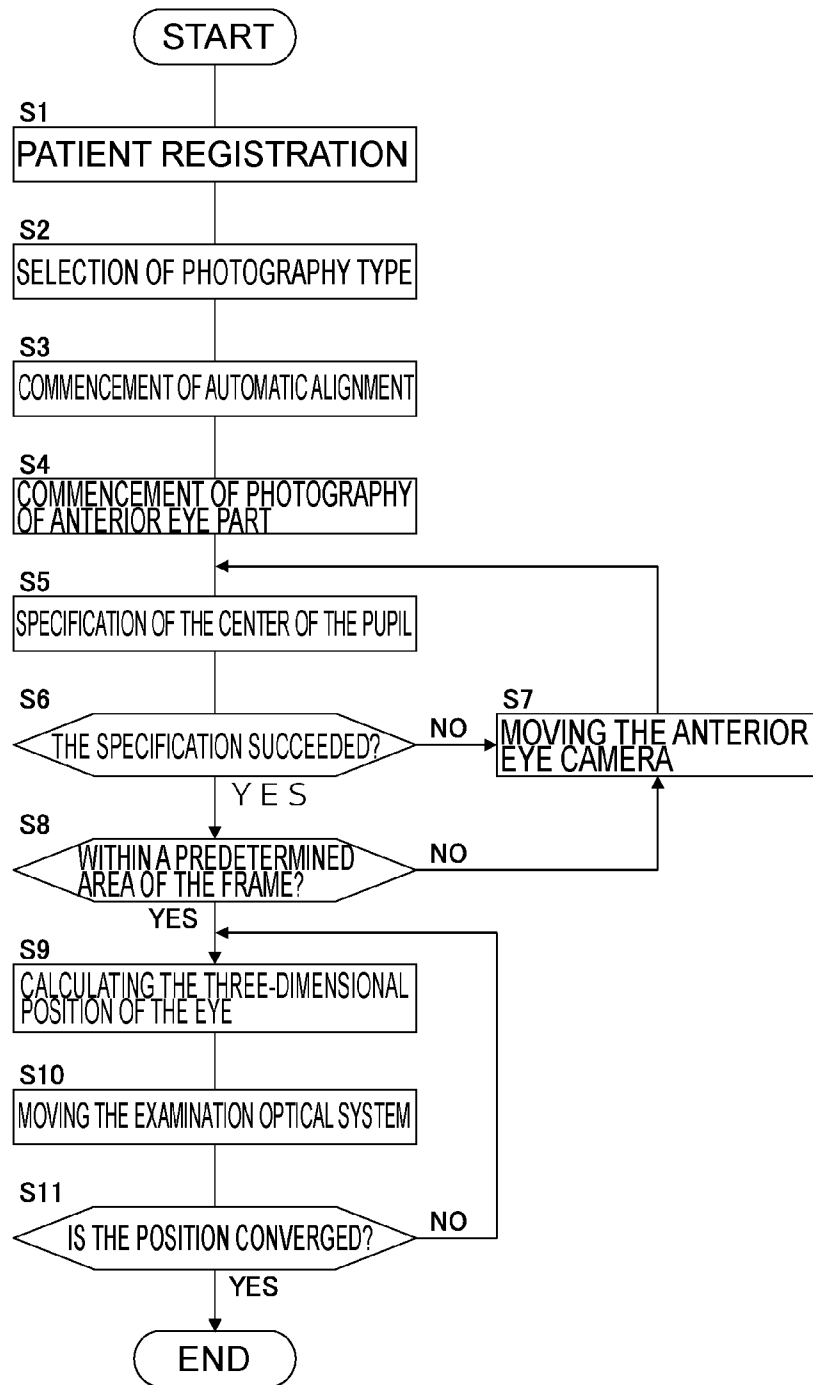 START
S1
PATIENT REGISTRATION
S2
SELECTION OF PHOTOGRAPHY TYPE
S3
COMMENCEMENT OF AUTOMATIC ALIGNMENT
S4
COMMENCEMENT OF PHOTOGRAPHY
OF ANTERIOR EYE PART
S5
SPECIFICATION OF THE CENTER OF THE PUPIL
S6
THE SPECIFICATION SUCCEEDED?
NO
YES
S7
MOVING THE ANTERIOR
EYE CAMERA
S8
WITHIN A PREDETERMINED
AREA OF THE FRAME?
NO
YES
S9
CALCULATING THE THREE-DIMENSIONAL
POSITION OF THE EYE
S10
MOVING THE EXAMINATION OPTICAL SYSTEM
S11
IS THE POSITION CONVERGED?
NO
YES
END